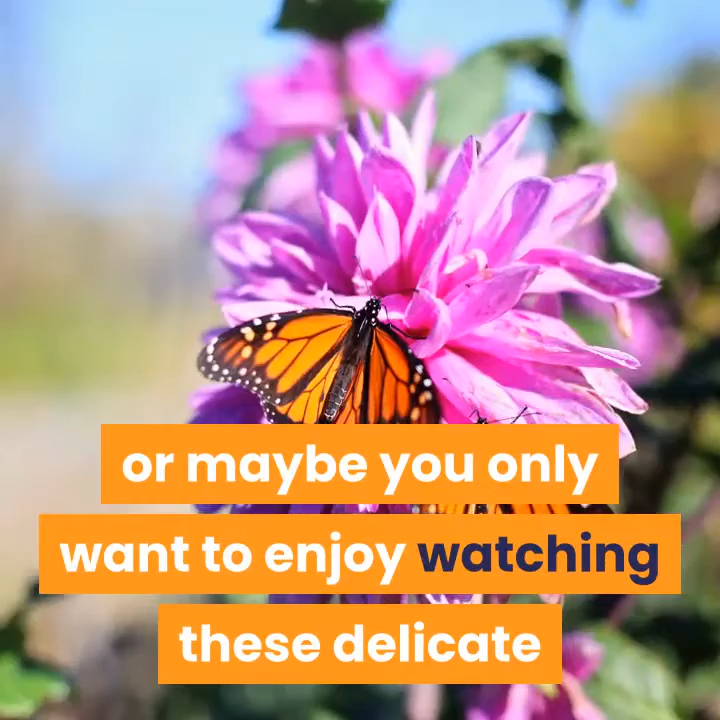 or maybe you only
want to enjoy watching
these delicate